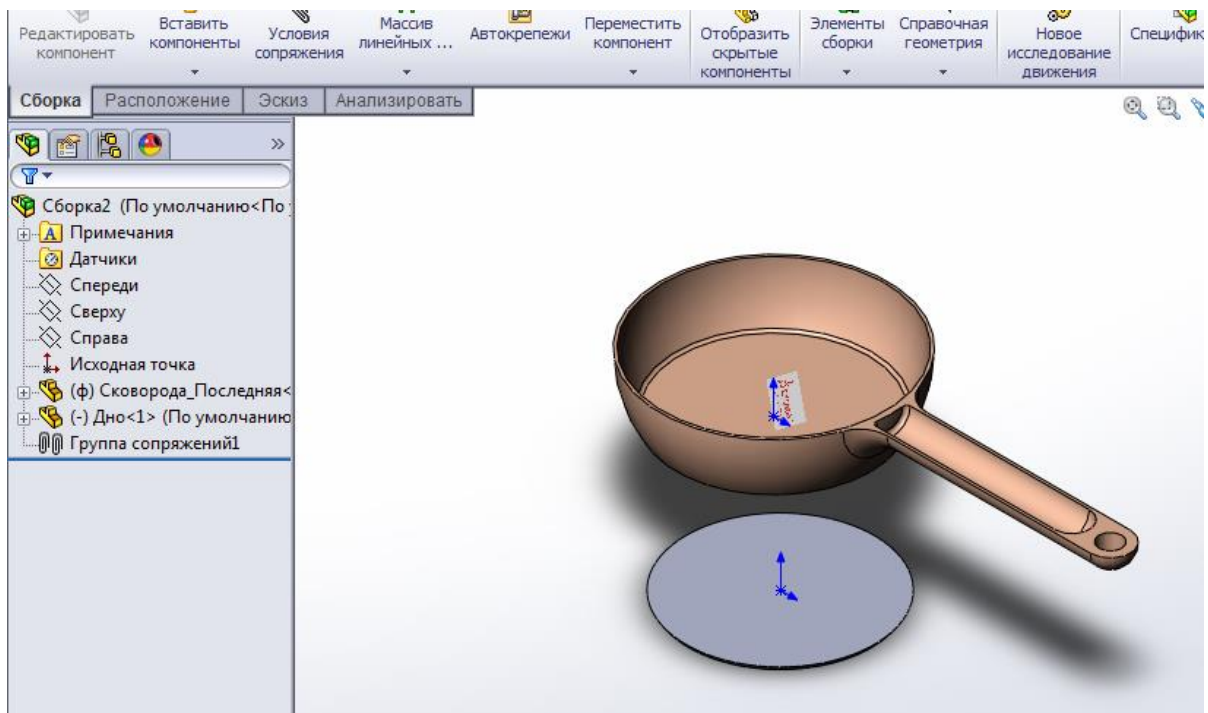 Редактировать компонент
Вставить компоненты
Условия сопряжения
Массив линейных ...
Автокрепежи
Переместить компонент
Отобразить скрытые компоненты
Элементы сборки
Справочная геометрия
Новое исследование движения
Специфик
Сборка
Расположение
Эскиз
Анализировать
Сборка2 (По умолчанию<По
Примечания
Датчики
Спереди
Сверху
Справа
Исходная точка
(ф) Сковорода_Последняя<
(-) Дно<1> (По умолчанию
Группа сопряжений1